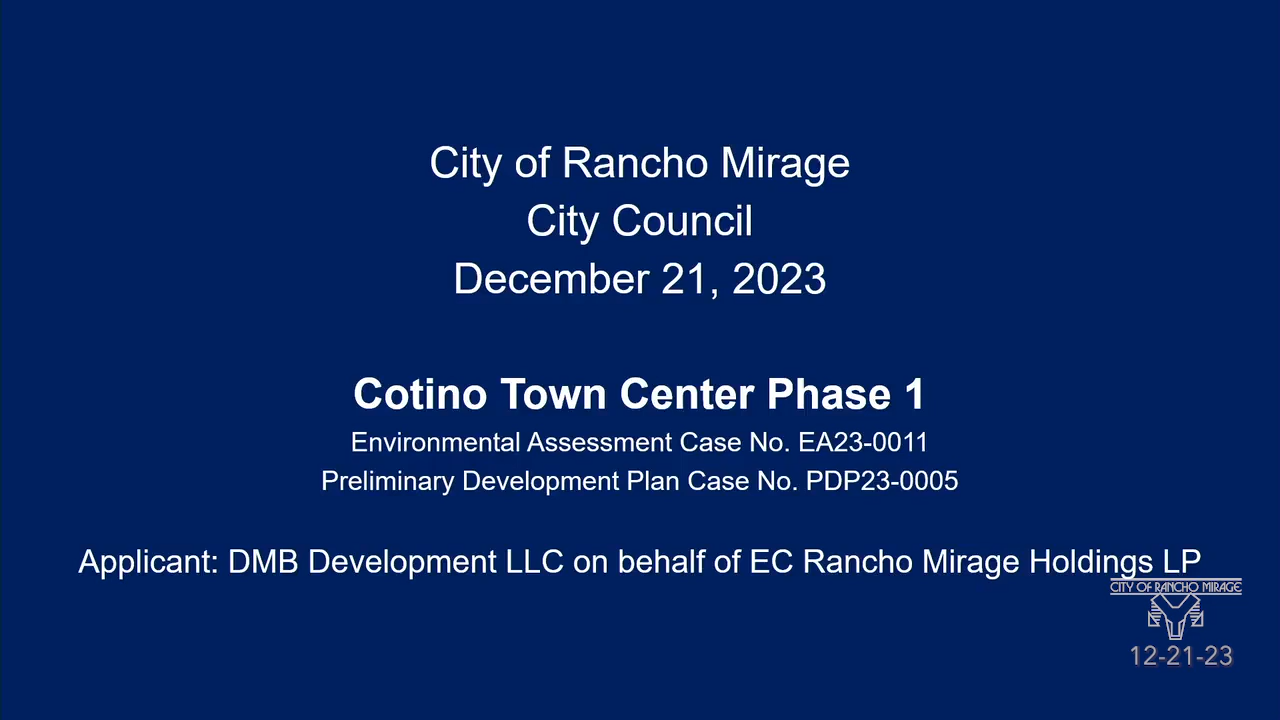 City of Rancho Mirage
City Council
December 21, 2023
Cotino Town Center Phase 1
Environmental Assessment Case No. EA23-0011
Preliminary Development Plan Case No. PDP23-0005
Applicant: DMB Development LLC on behalf of EC Rancho Mirage Holdings LP
CITY OF RANCHO MIRAGE
12-21-23